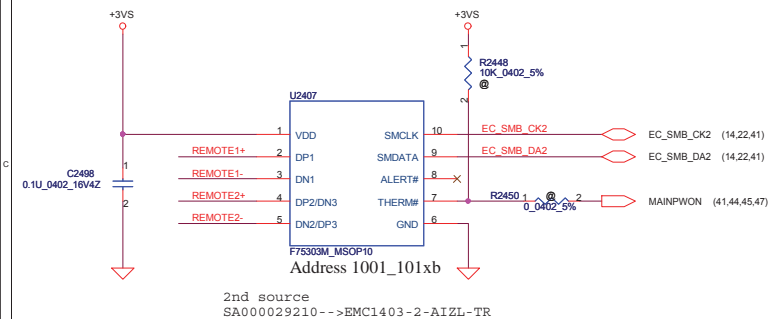 +3VS
+3VS
1
R2448
10K_0402_5%
@
2
U2407
1 VDD SMCLK 10 EC_SMB_CK2 EC_SMB_CK2 (14,22,41)
REMOTE1+ 2 DP1 SMDATA 9 EC_SMB_DA2 EC_SMB_DA2 (14,22,41)
C
C2498
0.1U_0402_16V4Z
1
2
REMOTE1- 3 DN1 ALERT# 8
REMOTE2+ 4 DP2/DN3 THERM# 7 R2450 1 @ 2 MAINPWON (41,44,45,47)
0_0402_5%
REMOTE2- 5 DN2/DP3 GND 6
F75303M_MSOP10
Address 1001_101xb
2nd source
SA000029210-->EMC1403-2-AIZL-TR